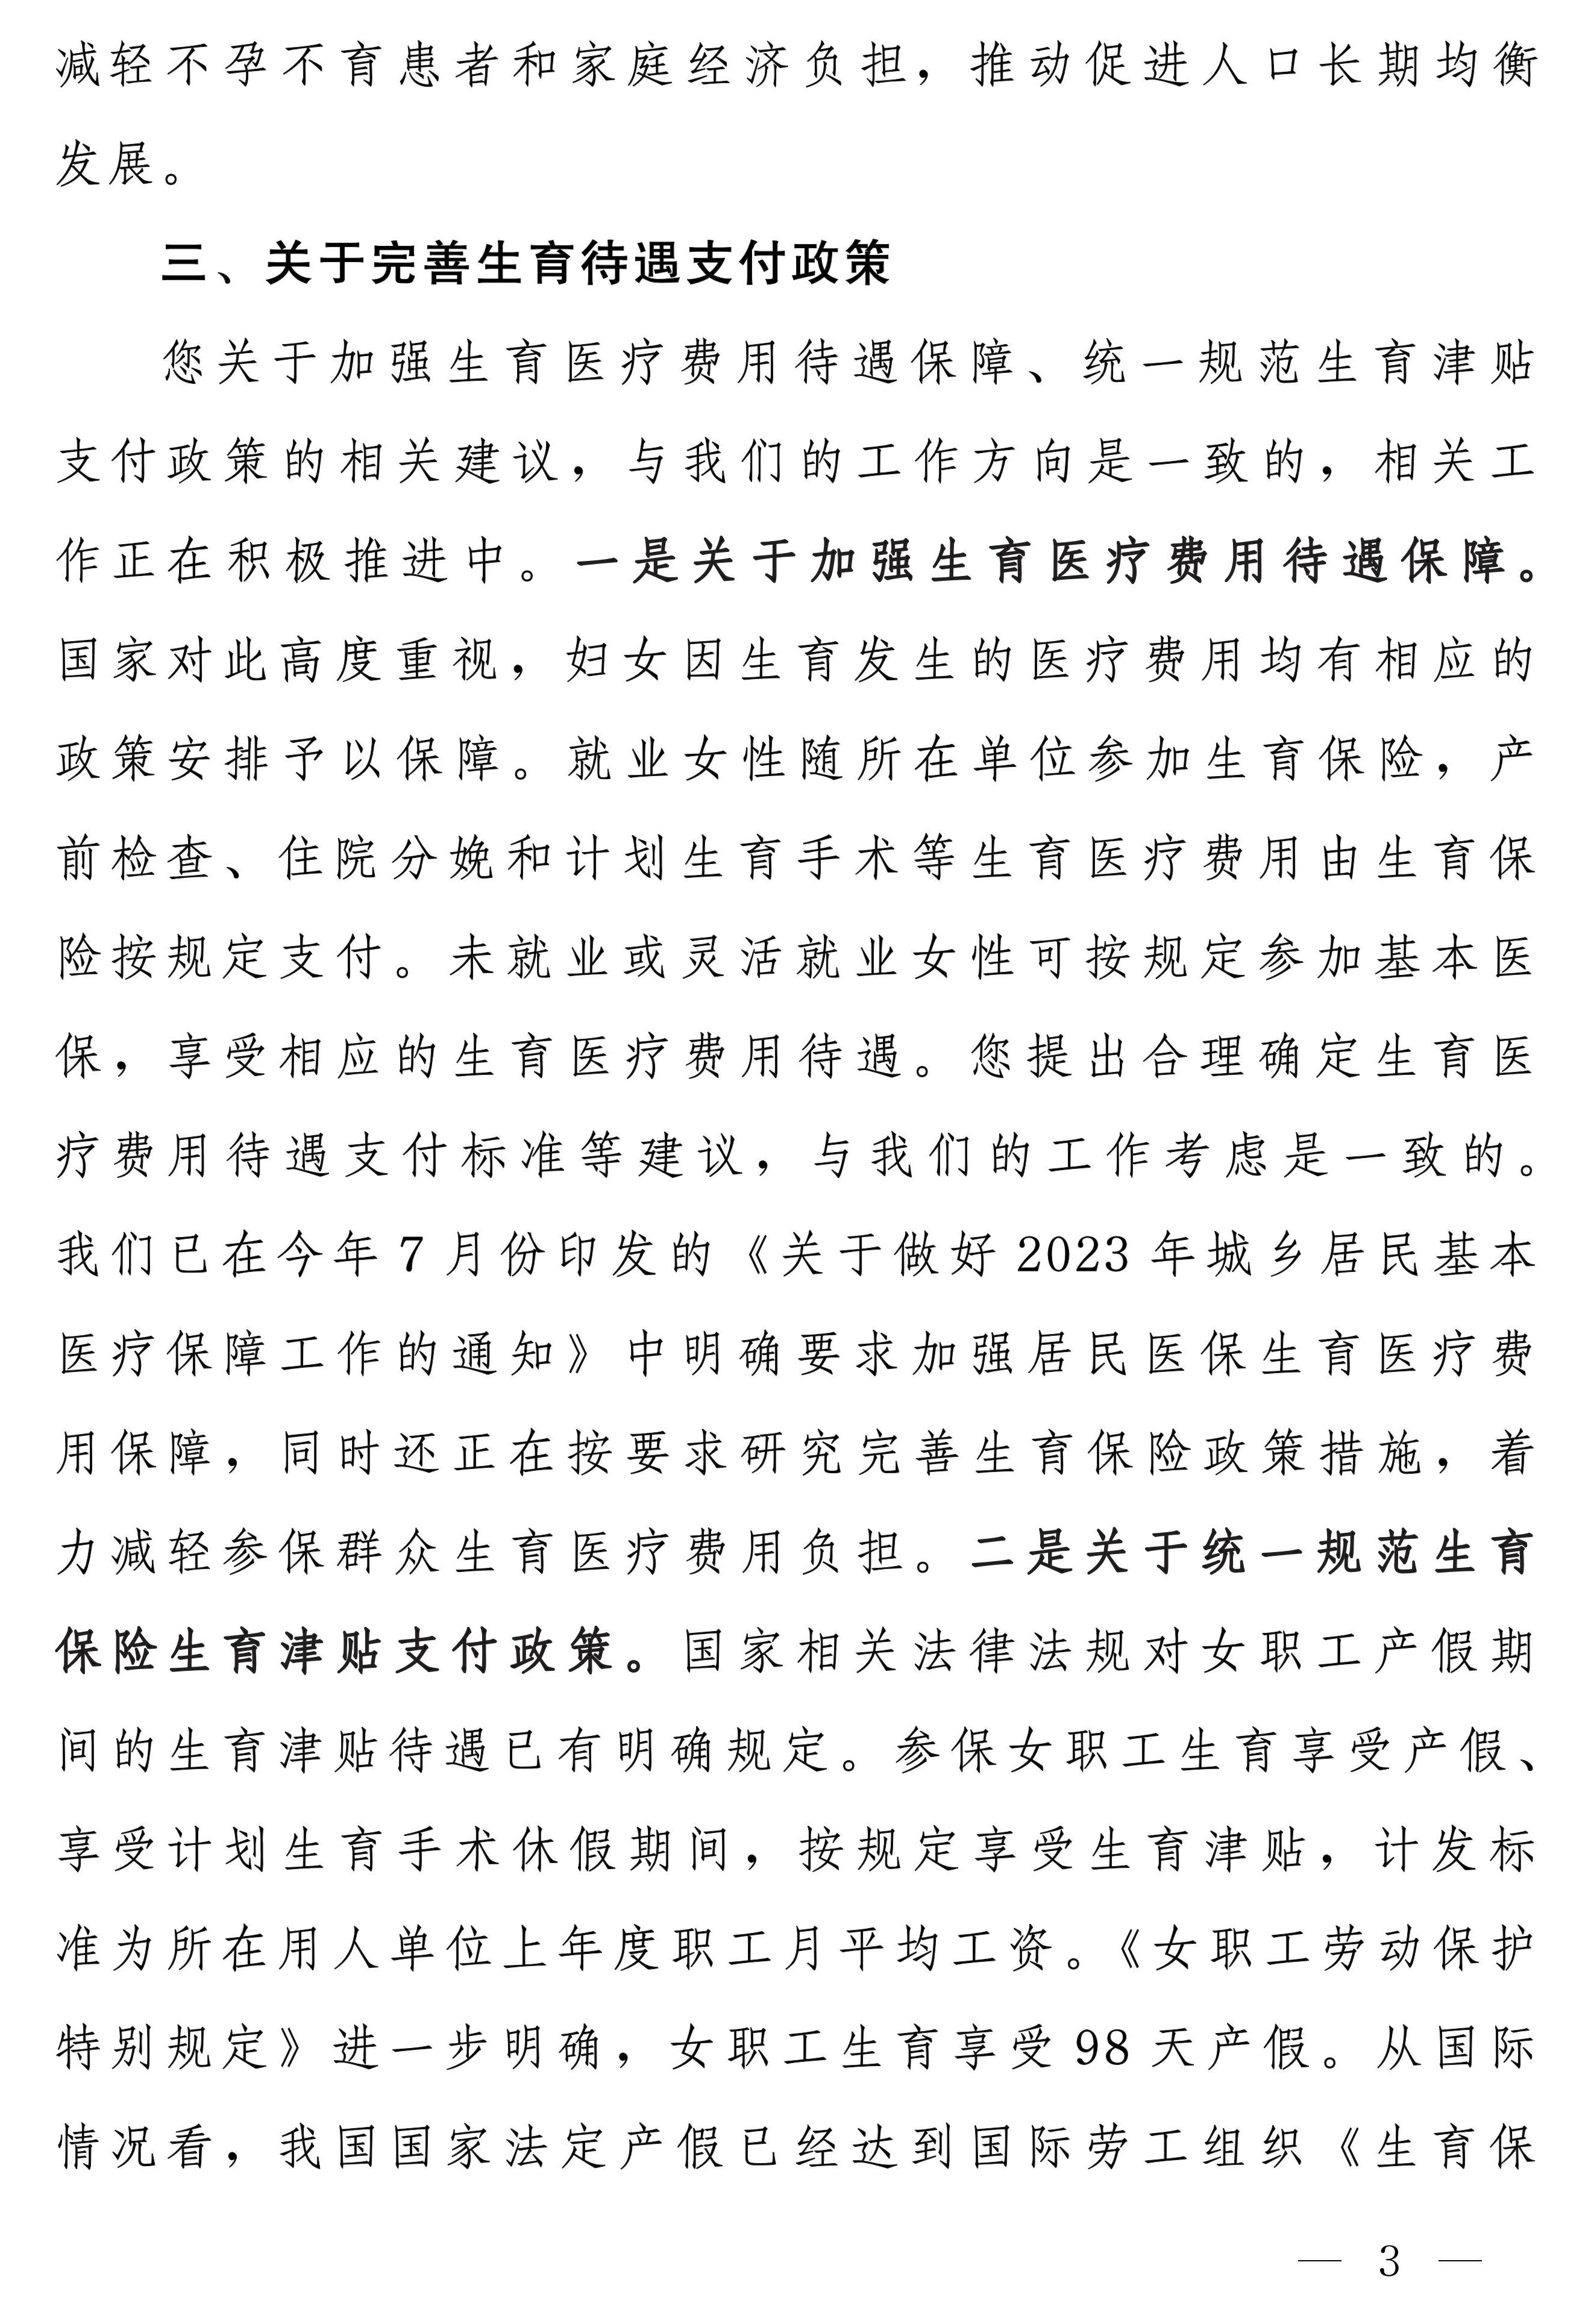 减轻不孕不育患者和家庭经济负担，推动促进人口长期均衡
发展。
三、关于完善生育待遇支付政策
您关于加强生育医疗费用待遇保障、统一规范生育津贴
支付政策的相关建议，与我们的工作方向是一致的，相关工
作正在积极推进中。一是关于加强生育医疗费用待遇保障。
国家对此高度重视，妇女因生育发生的医疗费用均有相应的
政策安排予以保障。就业女性随所在单位参加生育保险，产
前检查、住院分娩和计划生育手术等生育医疗费用由生育保
险按规定支付。未就业或灵活就业女性可按规定参加基本医
保，享受相应的生育医疗费用待遇。您提出合理确定生育医
疗费用待遇支付标准等建议，与我们的工作考虑是一致的。
我们已在今年 7 月份印发的《关于做好 2023 年城乡居民基本
医疗保障工作的通知》中明确要求加强居民医保生育医疗费
用保障，同时还正在按要求研究完善生育保险政策措施，着
力减轻参保群众生育医疗费用负担。二是关于统一规范生育
保险生育津贴支付政策。国家相关法律法规对女职工产假期
间的生育津贴待遇已有明确规定。参保女职工生育享受产假、
享受计划生育手术休假期间，按规定享受生育津贴，计发标
准为所在用人单位上年度职工月平均工资。《女职工劳动保护
特别规定》进一步明确，女职工生育享受 98 天产假。从国际
情况看，我国国家法定产假已经达到国际劳工组织《生育保
— 3 —